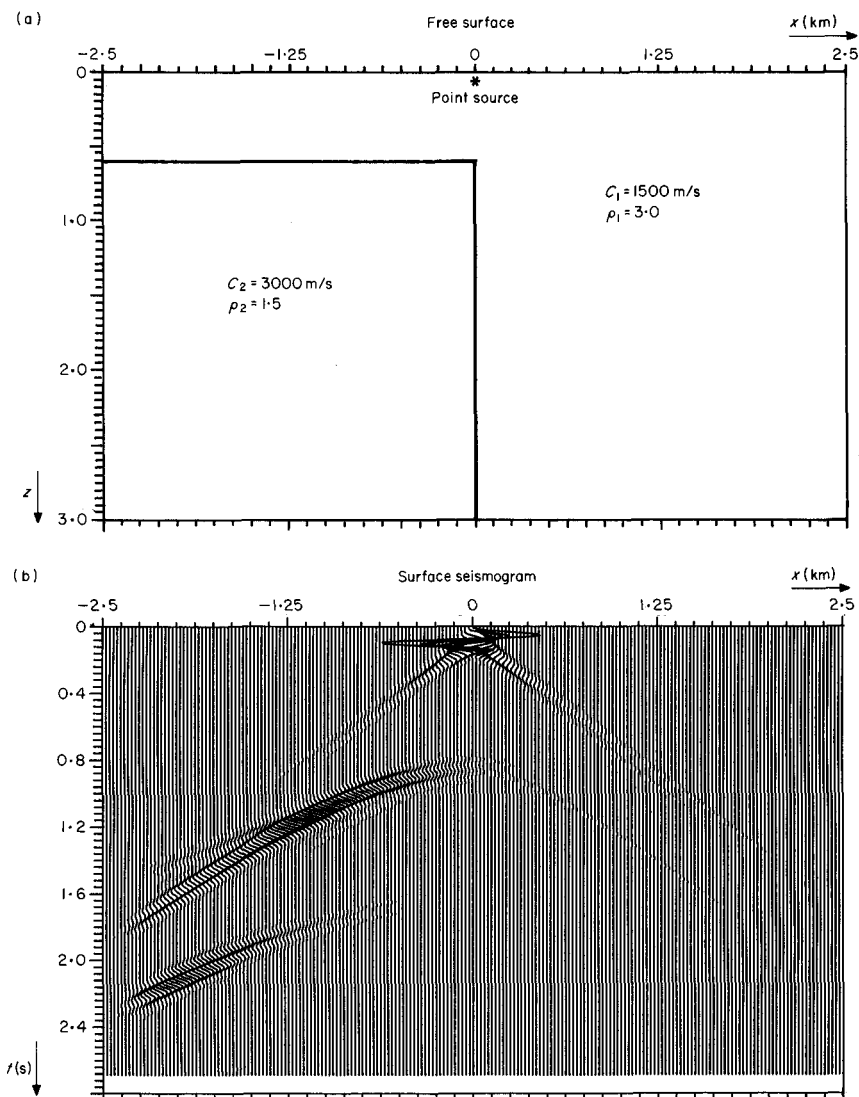 (a)
Free surface
x (km)
-2·5 -1·25 0 1·25 2·5
0
*
Point source
C₁ = 1500 m/s
ρ₁ = 3·0
1·0
C₂ = 3000 m/s
ρ₂ = 1·5
2·0
z
3·0
(b)
Surface seismogram
x (km)
-2·5 -1·25 0 1·25 2·5
0
0·4
0·8
1·2
1·6
2·0
2·4
t (s)